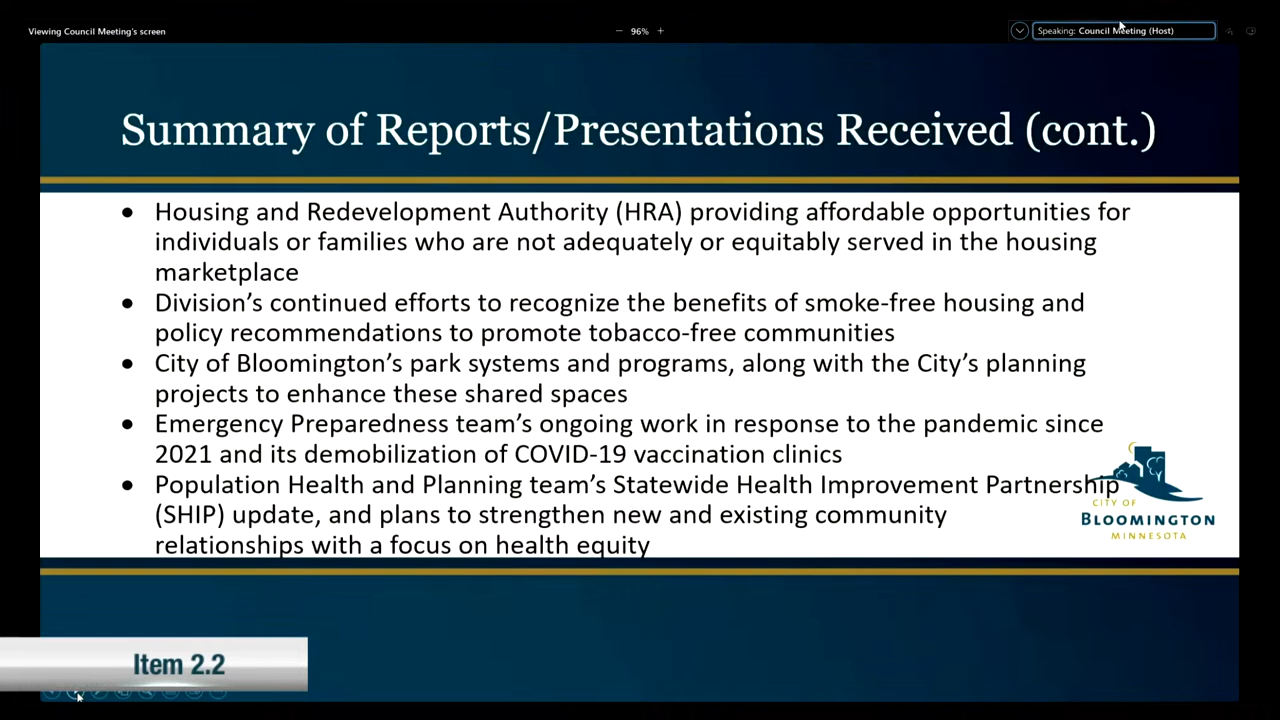 Viewing Council Meeting's screen
− 96% +
Speaking: Council Meeting (Host)
Summary of Reports/Presentations Received (cont.)
• Housing and Redevelopment Authority (HRA) providing affordable opportunities for
individuals or families who are not adequately or equitably served in the housing
marketplace
• Division’s continued efforts to recognize the benefits of smoke-free housing and
policy recommendations to promote tobacco-free communities
• City of Bloomington’s park systems and programs, along with the City’s planning
projects to enhance these shared spaces
• Emergency Preparedness team’s ongoing work in response to the pandemic since
2021 and its demobilization of COVID-19 vaccination clinics
• Population Health and Planning team’s Statewide Health Improvement Partnership
(SHIP) update, and plans to strengthen new and existing community
relationships with a focus on health equity
CITY OF
BLOOMINGTON
MINNESOTA
Item 2.2